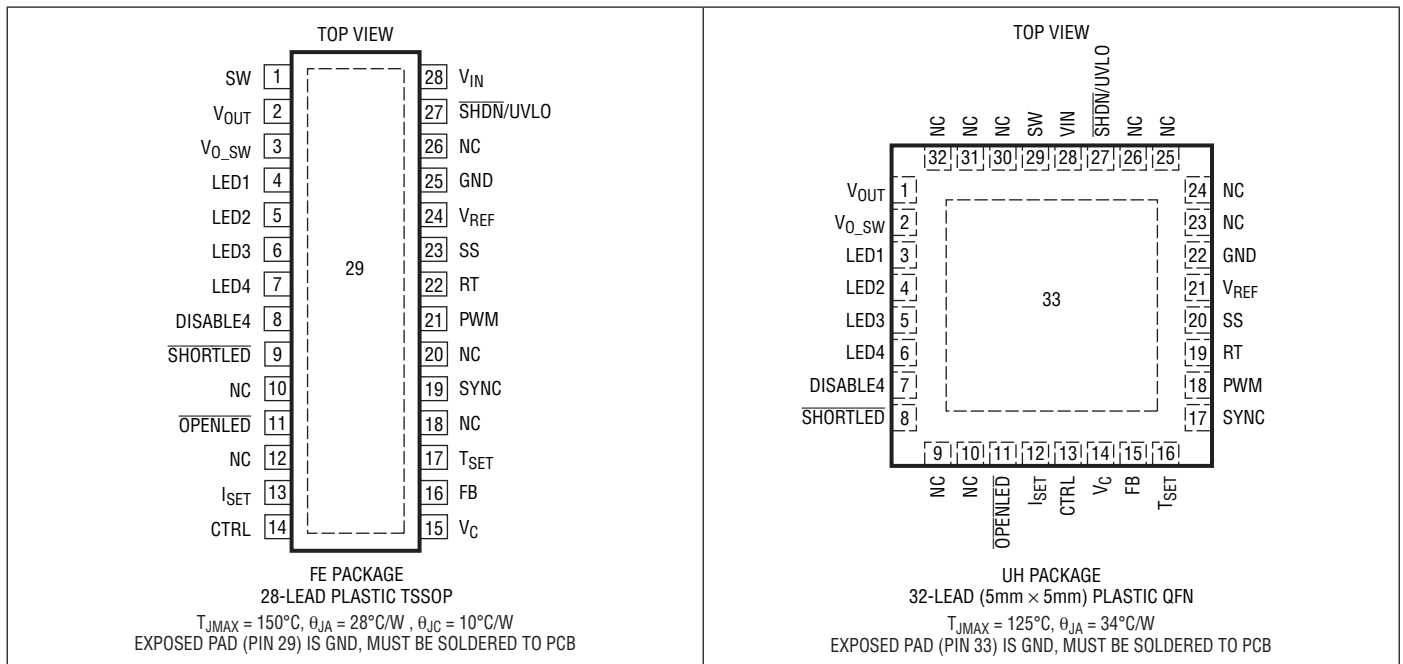 TOP VIEW
SW 1
VOUT 2
VO_SW 3
LED1 4
LED2 5
LED3 6
LED4 7
DISABLE4 8
SHORTLED 9
NC 10
OPENLED 11
NC 12
ISET 13
CTRL 14
29
28 VIN
27 SHDN/UVLO
26 NC
25 GND
24 VREF
23 SS
22 RT
21 PWM
20 NC
19 SYNC
18 NC
17 TSET
16 FB
15 VC
FE PACKAGE
28-LEAD PLASTIC TSSOP
TJMAX = 150°C, θJA = 28°C/W , θJC = 10°C/W
EXPOSED PAD (PIN 29) IS GND, MUST BE SOLDERED TO PCB
TOP VIEW
NC NC NC SW VIN SHDN/UVLO NC NC
32 31 30 29 28 27 26 25
VOUT 1
VO_SW 2
LED1 3
LED2 4
LED3 5
LED4 6
DISABLE4 7
SHORTLED 8
33
24 NC
23 NC
22 GND
21 VREF
20 SS
19 RT
18 PWM
17 SYNC
9 10 11 12 13 14 15 16
NC NC OPENLED ISET CTRL VC FB TSET
UH PACKAGE
32-LEAD (5mm × 5mm) PLASTIC QFN
TJMAX = 125°C, θJA = 34°C/W
EXPOSED PAD (PIN 33) IS GND, MUST BE SOLDERED TO PCB